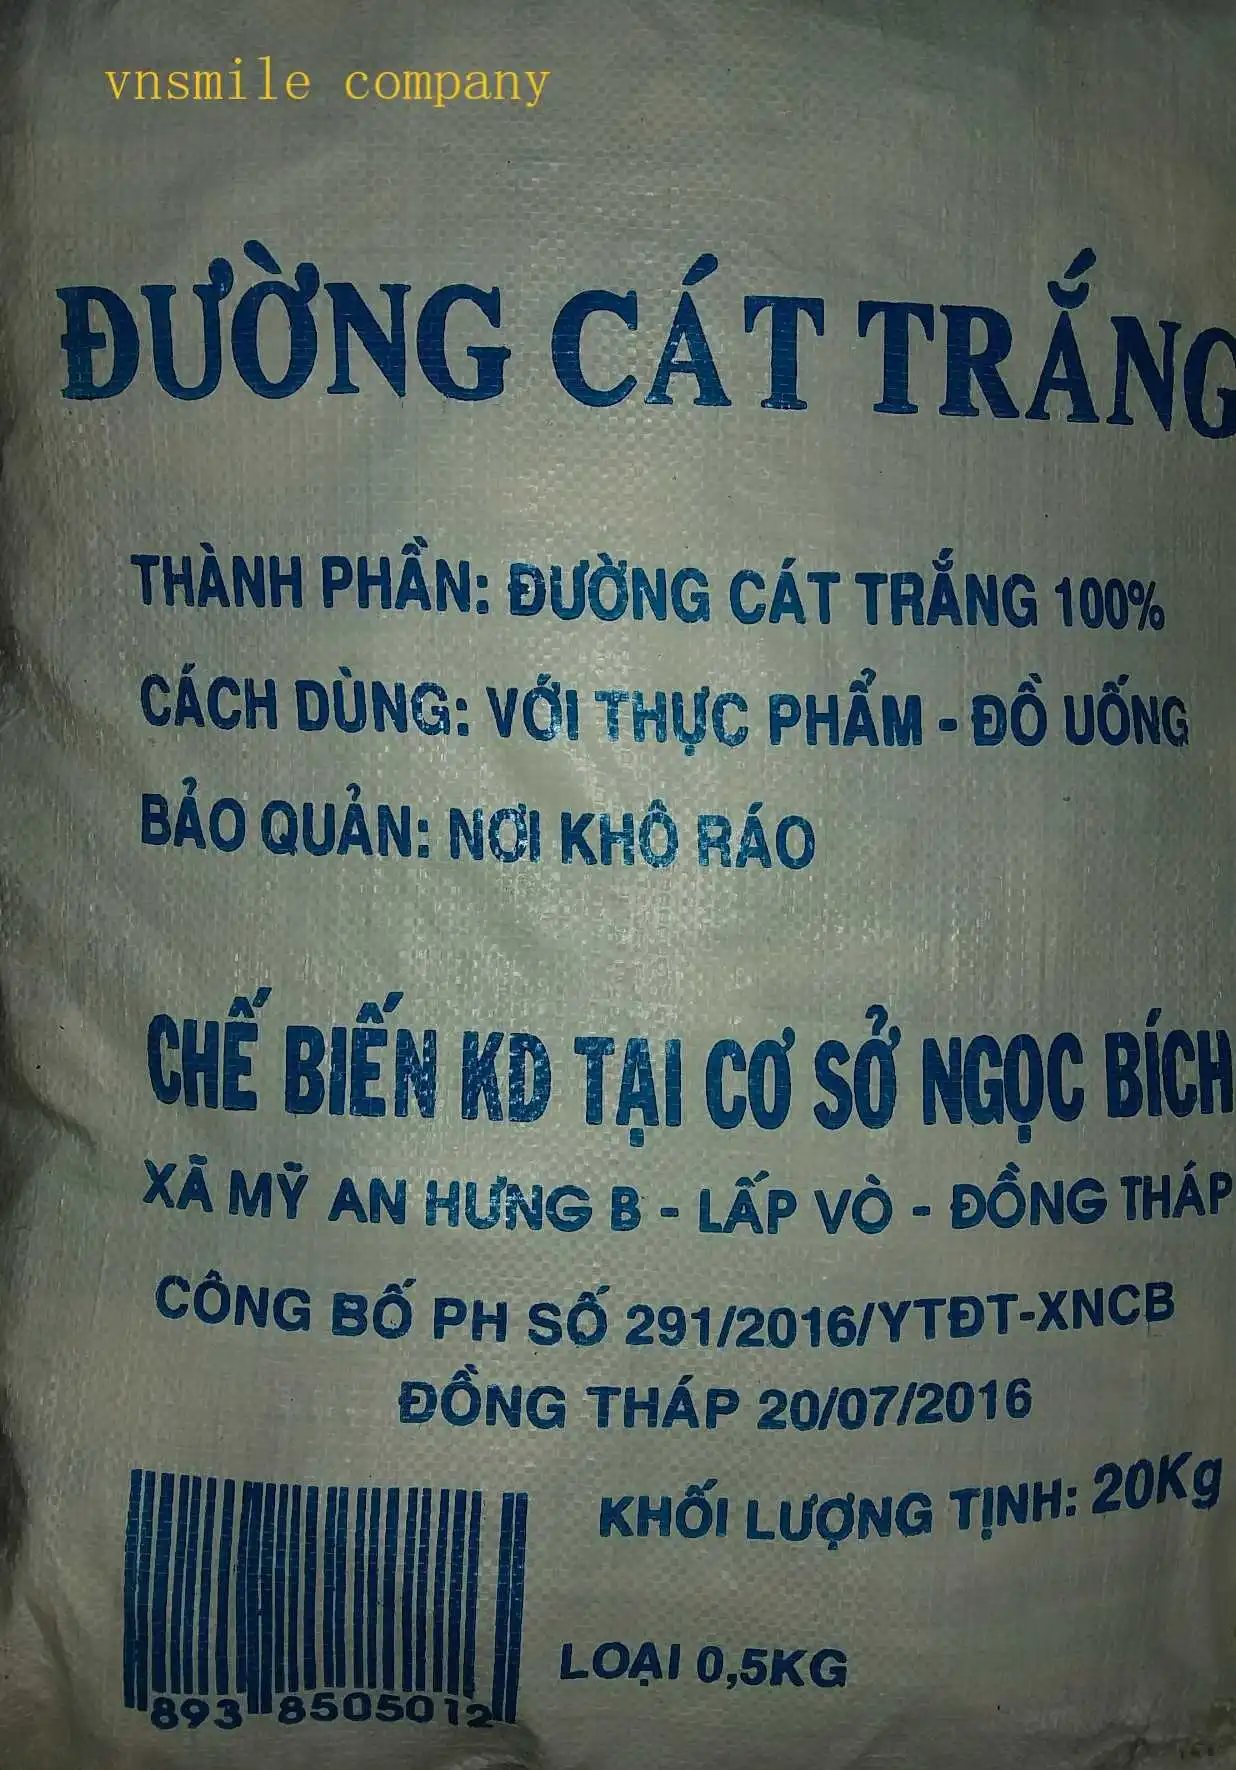 vnsmile company
ĐƯỜNG CÁT TRẮNG
THÀNH PHẦN: ĐƯỜNG CÁT TRẮNG 100%
CÁCH DÙNG: VỚI THỰC PHẨM - ĐỒ UỐNG
BẢO QUẢN: NƠI KHÔ RÁO
CHẾ BIẾN KD TẠI CƠ SỞ NGỌC BÍCH
XÃ MỸ AN HƯNG B - LẤP VÒ - ĐỒNG THÁP
CÔNG BỐ PH SỐ 291/2016/YTĐT-XNCB
ĐỒNG THÁP 20/07/2016
KHỐI LƯỢNG TỊNH: 20Kg
LOẠI 0,5KG
893 8505012